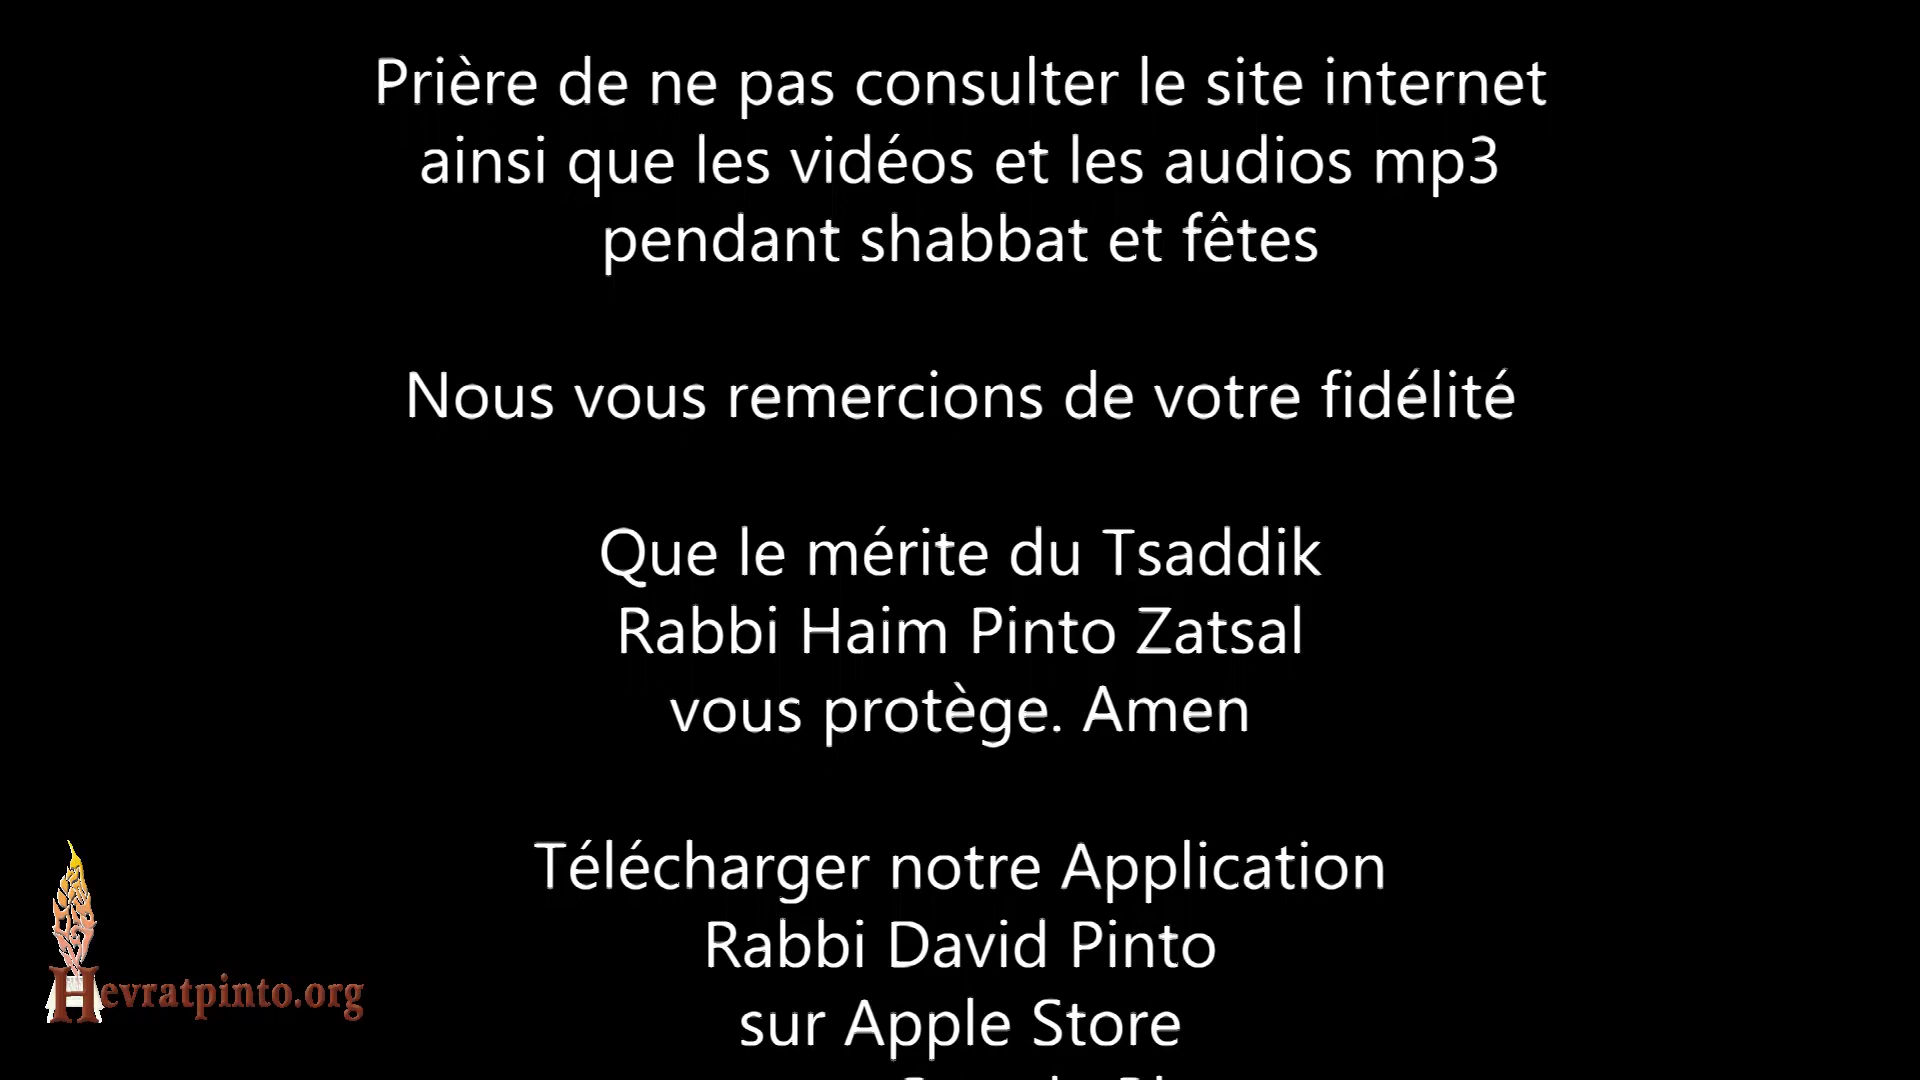 Prière de ne pas consulter le site internet
ainsi que les vidéos et les audios mp3
pendant shabbat et fêtes
Nous vous remercions de votre fidélité
Que le mérite du Tsaddik
Rabbi Haim Pinto Zatsal
vous protège. Amen
Télécharger notre Application
Rabbi David Pinto
sur Apple Store
Hevratpinto.org